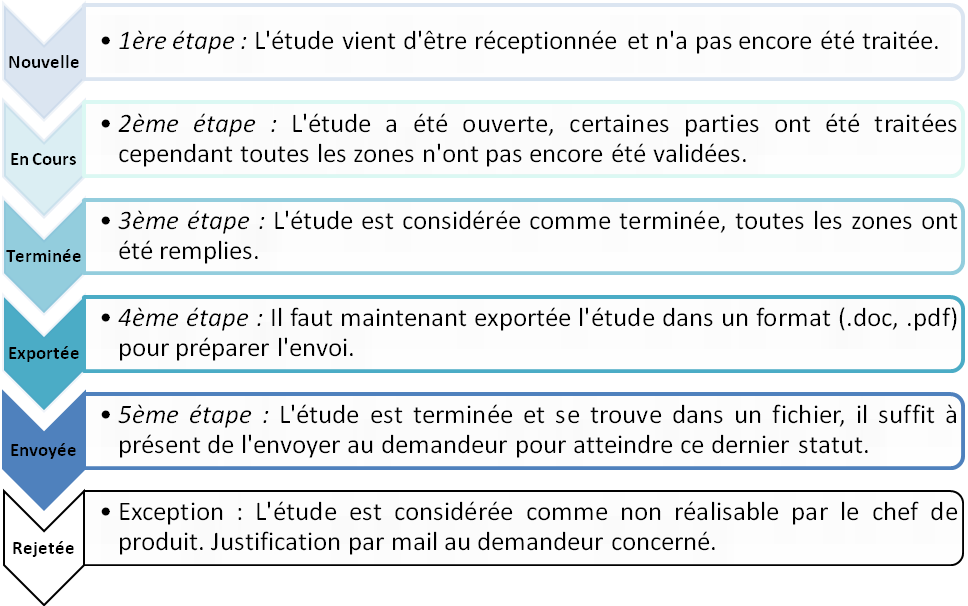 Nouvelle
• 1ère étape : L'étude vient d'être réceptionnée et n'a pas encore été traitée.
En Cours
• 2ème étape : L'étude a été ouverte, certaines parties ont été traitées
cependant toutes les zones n'ont pas encore été validées.
Terminée
• 3ème étape : L'étude est considérée comme terminée, toutes les zones ont
été remplies.
Exportée
• 4ème étape : Il faut maintenant exportée l'étude dans un format (.doc, .pdf)
pour préparer l'envoi.
Envoyée
• 5ème étape : L'étude est terminée et se trouve dans un fichier, il suffit à
présent de l'envoyer au demandeur pour atteindre ce dernier statut.
Rejetée
• Exception : L'étude est considérée comme non réalisable par le chef de
produit. Justification par mail au demandeur concerné.